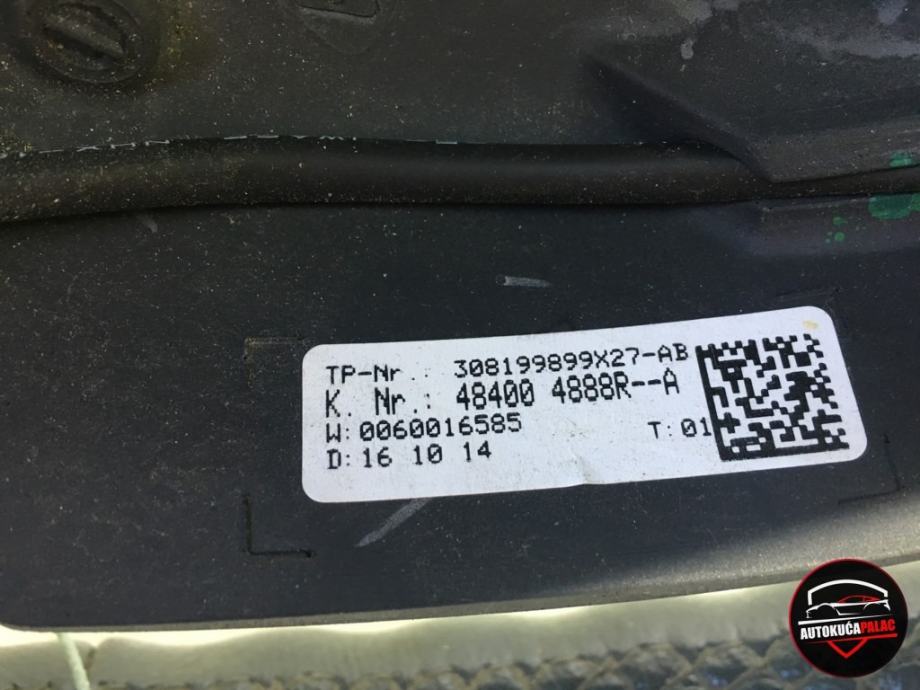 TP-Nr.: 308199899X27-AB
K. Nr.: 48400 4888R--A
W:0060016585 T:01
D:16 10 14
AUTOKUĆAPALAC